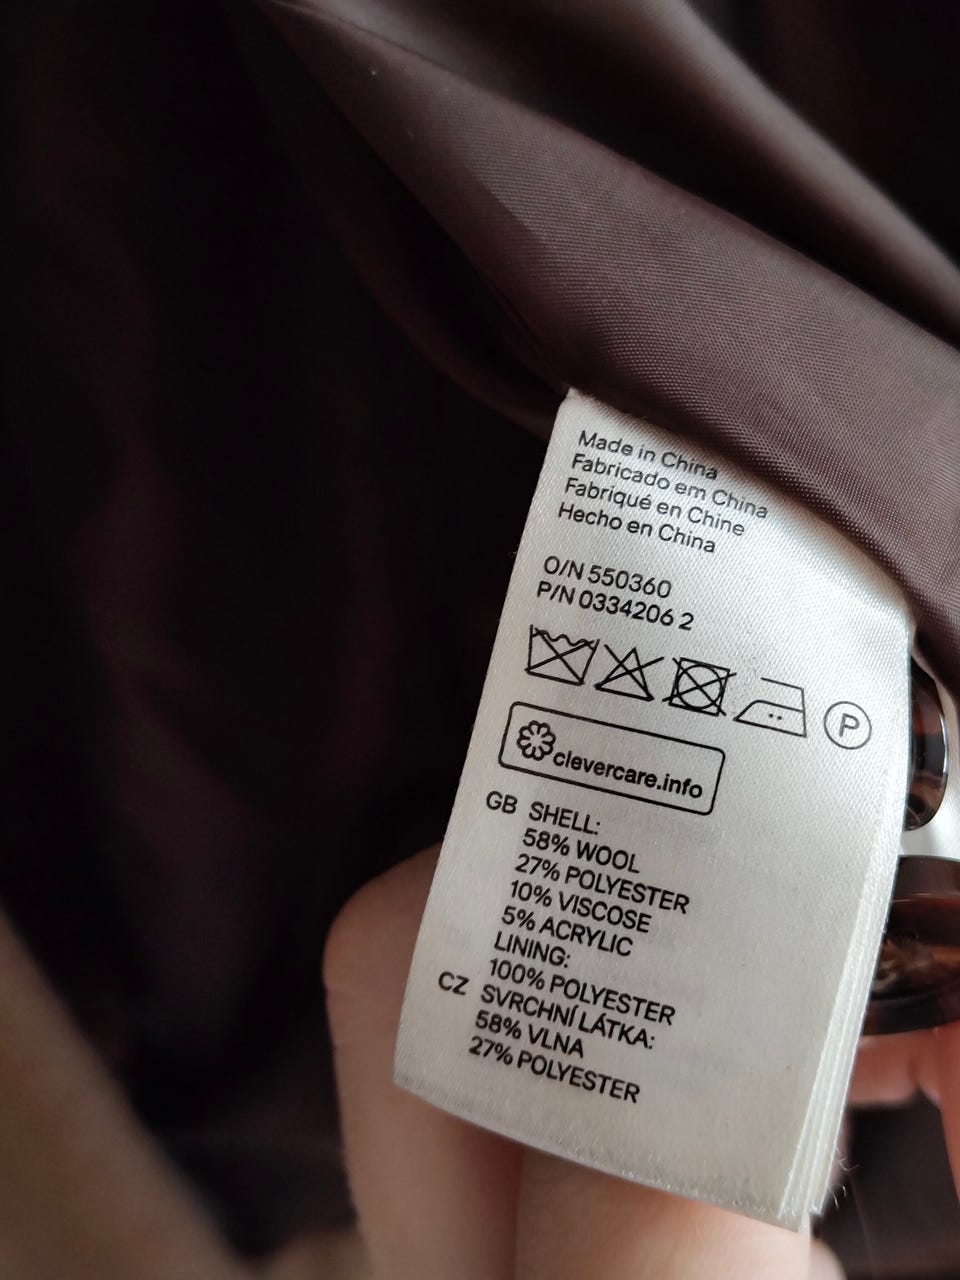 Made in China
Fabricado em China
Fabriqué en Chine
Hecho en China
O/N 550360
P/N 0334206 2
P
clevercare.info
GB SHELL:
58% WOOL
27% POLYESTER
10% VISCOSE
5% ACRYLIC
LINING:
100% POLYESTER
CZ SVRCHNÍ LÁTKA:
58% VLNA
27% POLYESTER